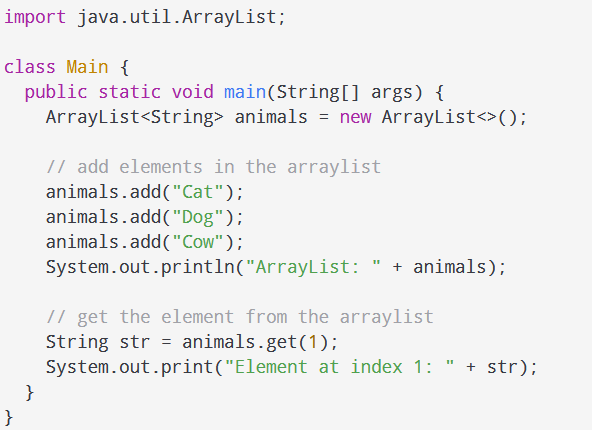 import java.util.ArrayList;

class Main {
  public static void main(String[] args) {
    ArrayList<String> animals = new ArrayList<>();

    // add elements in the arraylist
    animals.add("Cat");
    animals.add("Dog");
    animals.add("Cow");
    System.out.println("ArrayList: " + animals);

    // get the element from the arraylist
    String str = animals.get(1);
    System.out.print("Element at index 1: " + str);
  }
}